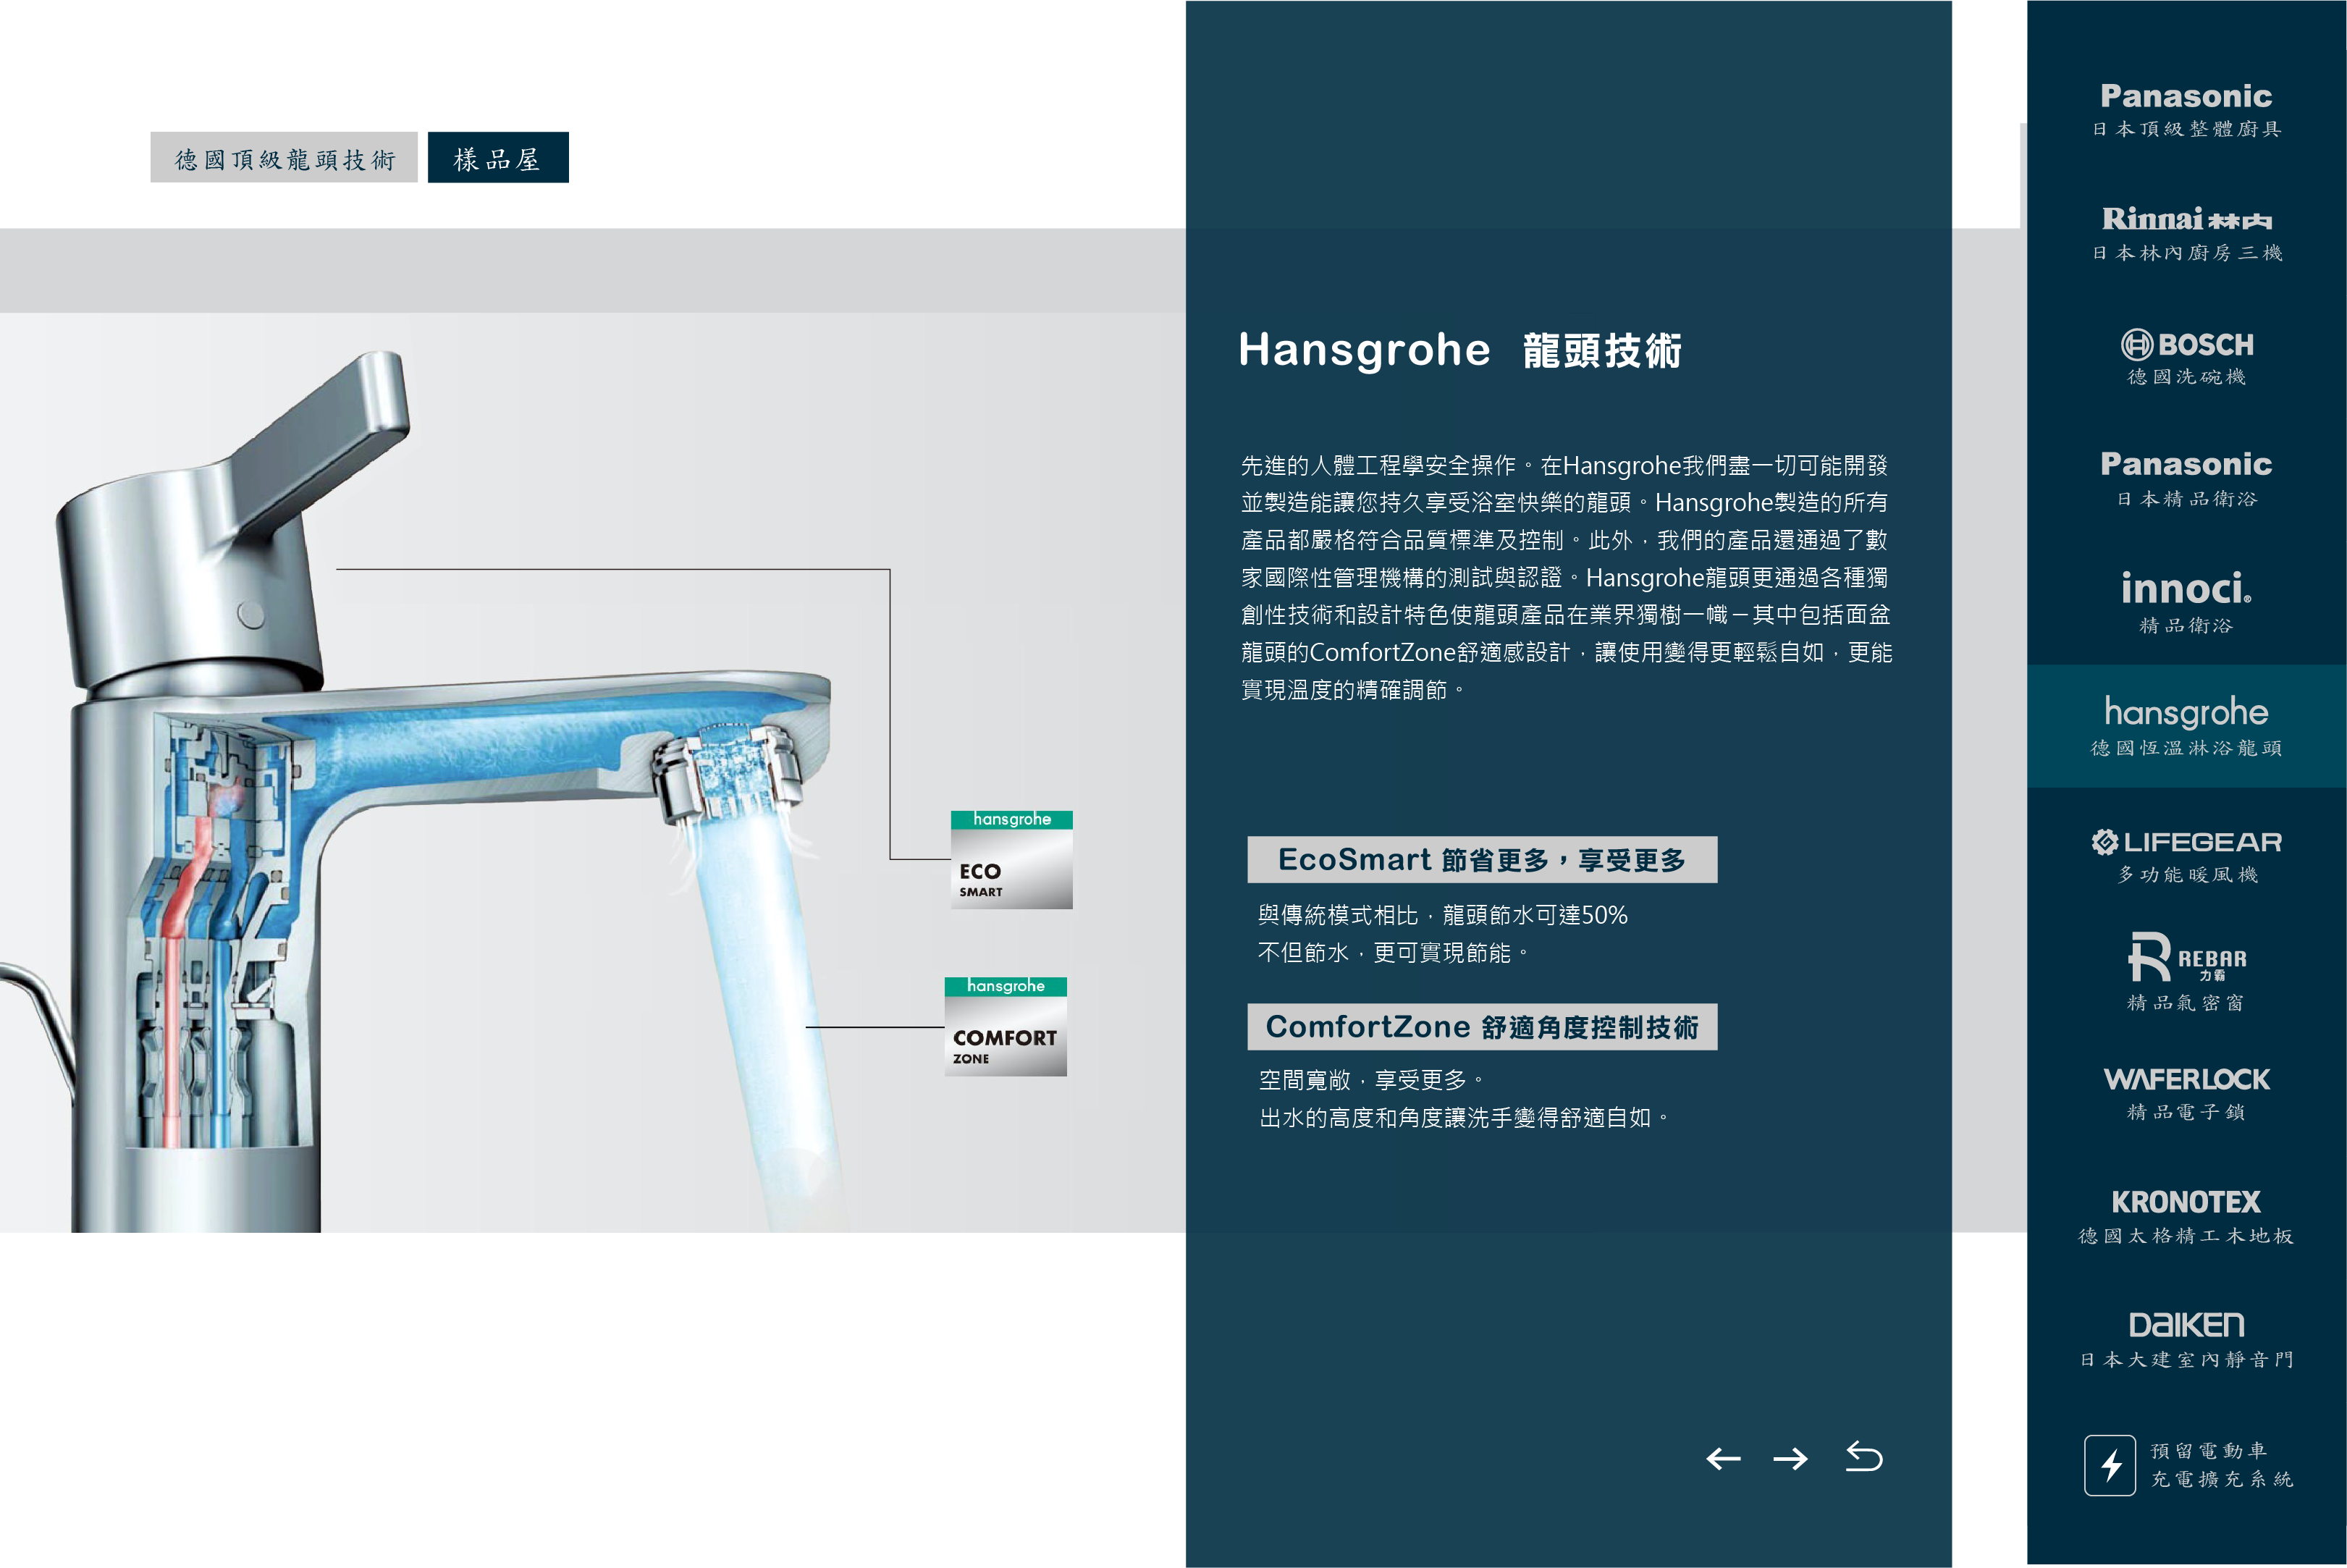 德國頂級龍頭技術
樣品屋
hansgrohe
ECO
SMART
hansgrohe
COMFORT
ZONE
Hansgrohe 龍頭技術
先進的人體工程學安全操作。在Hansgrohe我們盡一切可能開發
並製造能讓您持久享受浴室快樂的龍頭。Hansgrohe製造的所有
產品都嚴格符合品質標準及控制。此外，我們的產品還通過了數
家國際性管理機構的測試與認證。Hansgrohe龍頭更通過各種獨
創性技術和設計特色使龍頭產品在業界獨樹一幟－其中包括面盆
龍頭的ComfortZone舒適感設計，讓使用變得更輕鬆自如，更能
實現溫度的精確調節。
EcoSmart 節省更多，享受更多
與傳統模式相比，龍頭節水可達50%
不但節水，更可實現節能。
ComfortZone 舒適角度控制技術
空間寬敞，享受更多。
出水的高度和角度讓洗手變得舒適自如。
Panasonic
日本頂級整體廚具
Rinnai 林内
日本林內廚房三機
BOSCH
德國洗碗機
Panasonic
日本精品衛浴
innoci®
精品衛浴
hansgrohe
德國恆溫淋浴龍頭
LIFEGEAR
多功能暖風機
REBAR
力霸
精品氣密窗
WAFERLOCK
精品電子鎖
KRONOTEX
德國太格精工木地板
DAIKEN
日本大建室內靜音門
預留電動車
充電擴充系統